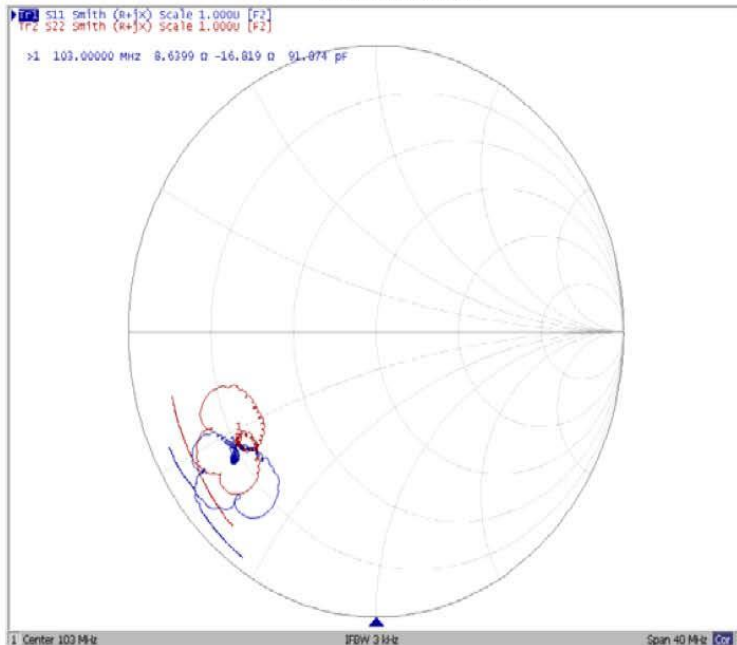 ▶Tr1 S11 Smith (R+jX) Scale 1.000U [F2]
Tr2 S22 Smith (R+jX) Scale 1.000U [F2]
>1 103.00000 MHz 8.6399 Ω -16.819 Ω 91.874 pF
1 Center 103 MHz IFBW 3 kHz Span 40 MHz Cor